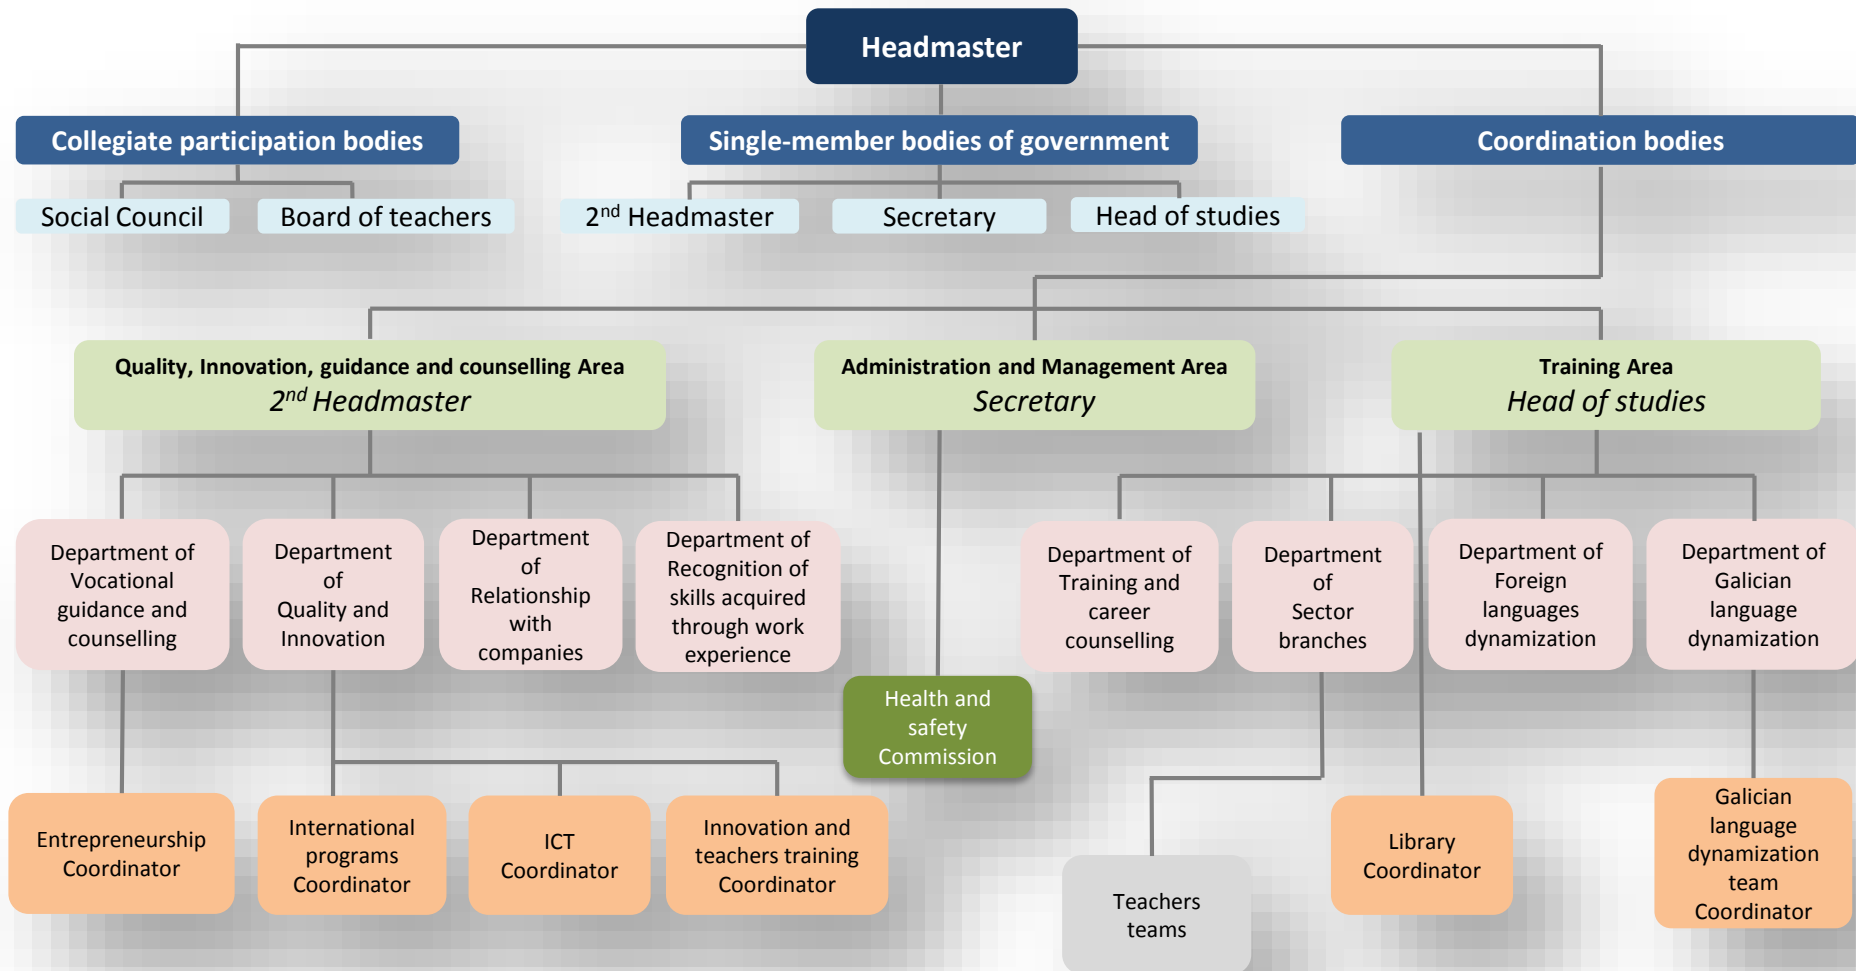 Headmaster
Collegiate participation bodies
Single-member bodies of government
Coordination bodies
Social Council
Board of teachers
2nd Headmaster
Secretary
Head of studies
Quality, Innovation, guidance and counselling Area
2nd Headmaster
Administration and Management Area
Secretary
Training Area
Head of studies
Department of
Vocational
guidance and
counselling
Department
of
Quality and
Innovation
Department
of
Relationship
with
companies
Department of
Recognition of
skills acquired
through work
experience
Department of
Training and
career
counselling
Department
of
Sector
branches
Department of
Foreign
languages
dynamization
Department of
Galician
language
dynamization
Health and
safety
Commission
Entrepreneurship
Coordinator
International
programs
Coordinator
ICT
Coordinator
Innovation and
teachers training
Coordinator
Teachers
teams
Library
Coordinator
Galician
language
dynamization
team
Coordinator